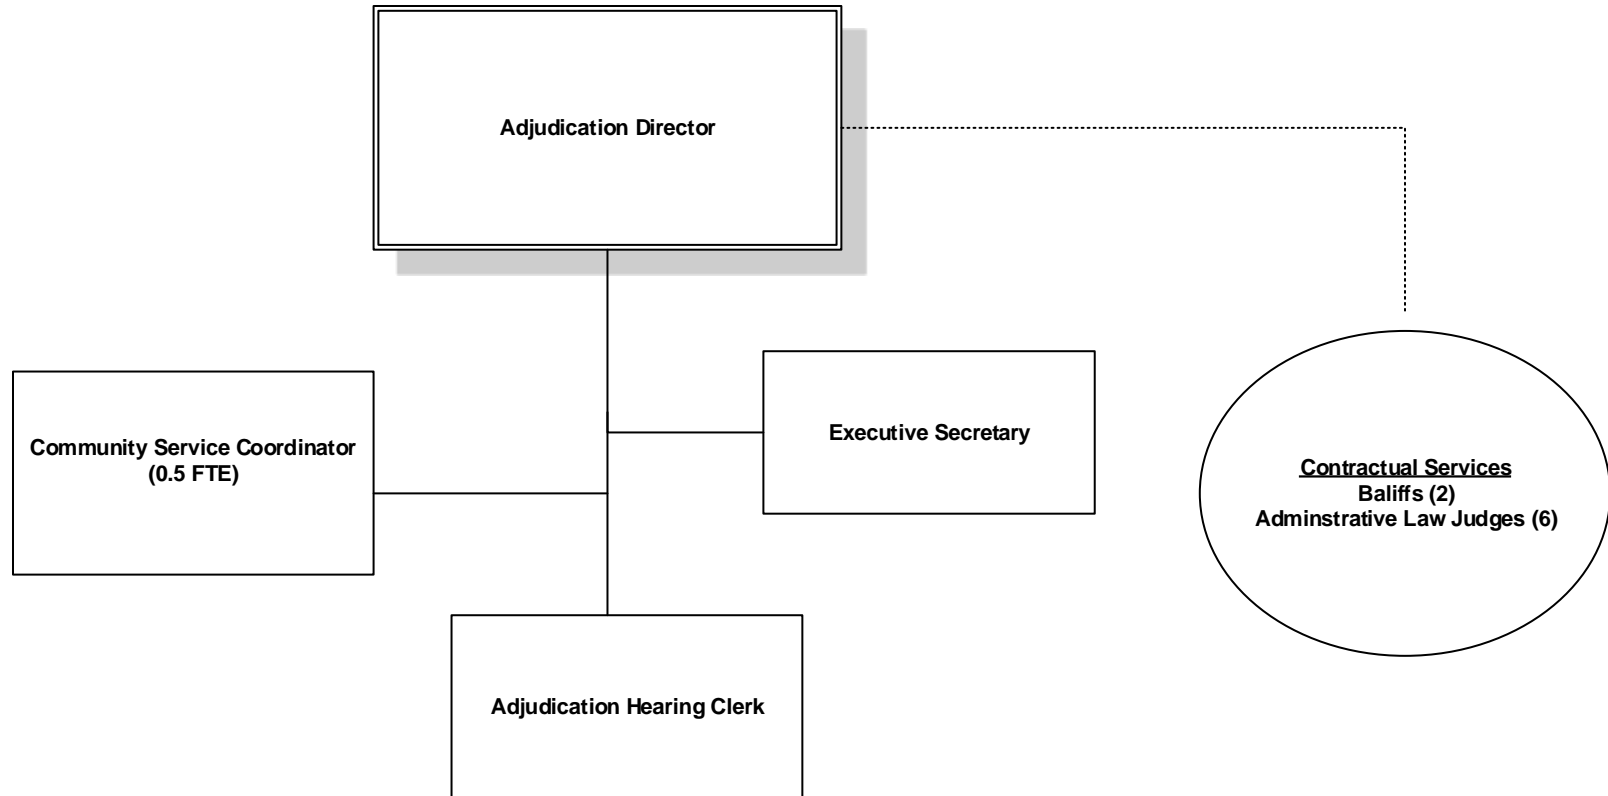 Adjudication Director
Executive Secretary
Community Service Coordinator
(0.5 FTE)
Contractual Services
Baliffs (2)
Adminstrative Law Judges (6)
Adjudication Hearing Clerk